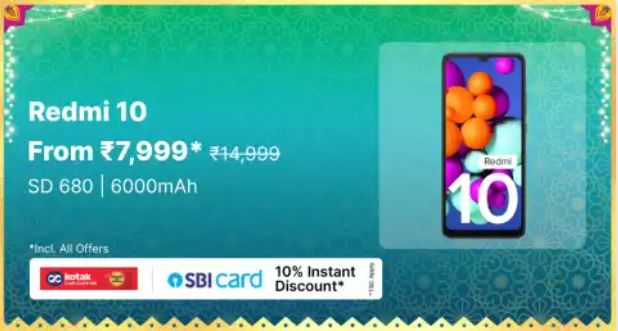 Redmi 10
From ₹7,999* ₹14,999
SD 680 | 6000mAh
Redmi
10
*Incl. All Offers
kotak
SBI card
10% Instant
Discount*
*T&C Apply